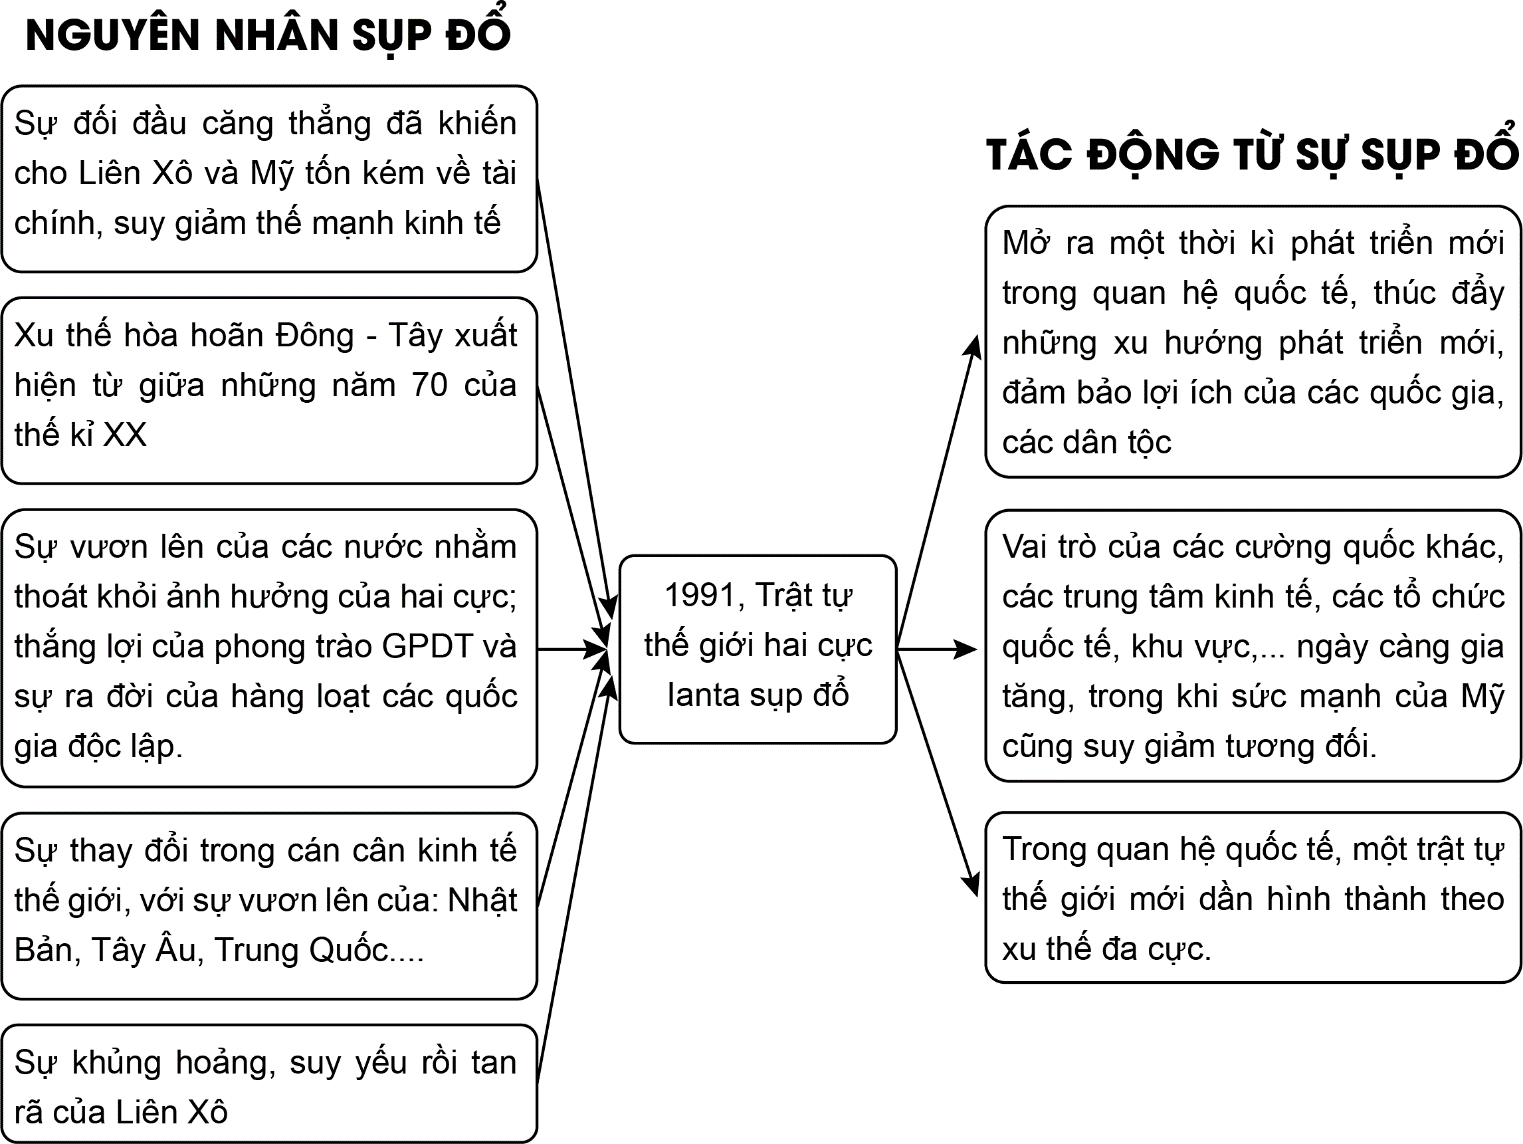 NGUYÊN NHÂN SỤP ĐỔ
Sự đối đầu căng thẳng đã khiến
cho Liên Xô và Mỹ tốn kém về tài
chính, suy giảm thế mạnh kinh tế
Xu thế hòa hoãn Đông - Tây xuất
hiện từ giữa những năm 70 của
thế kỉ XX
Sự vươn lên của các nước nhằm
thoát khỏi ảnh hưởng của hai cực;
thắng lợi của phong trào GPDT và
sự ra đời của hàng loạt các quốc
gia độc lập.
Sự thay đổi trong cán cân kinh tế
thế giới, với sự vươn lên của: Nhật
Bản, Tây Âu, Trung Quốc....
Sự khủng hoảng, suy yếu rồi tan
rã của Liên Xô
1991, Trật tự
thế giới hai cực
Ianta sụp đổ
TÁC ĐỘNG TỪ SỰ SỤP ĐỔ
Mở ra một thời kì phát triển mới
trong quan hệ quốc tế, thúc đẩy
những xu hướng phát triển mới,
đảm bảo lợi ích của các quốc gia,
các dân tộc
Vai trò của các cường quốc khác,
các trung tâm kinh tế, các tổ chức
quốc tế, khu vực,... ngày càng gia
tăng, trong khi sức mạnh của Mỹ
cũng suy giảm tương đối.
Trong quan hệ quốc tế, một trật tự
thế giới mới dần hình thành theo
xu thế đa cực.